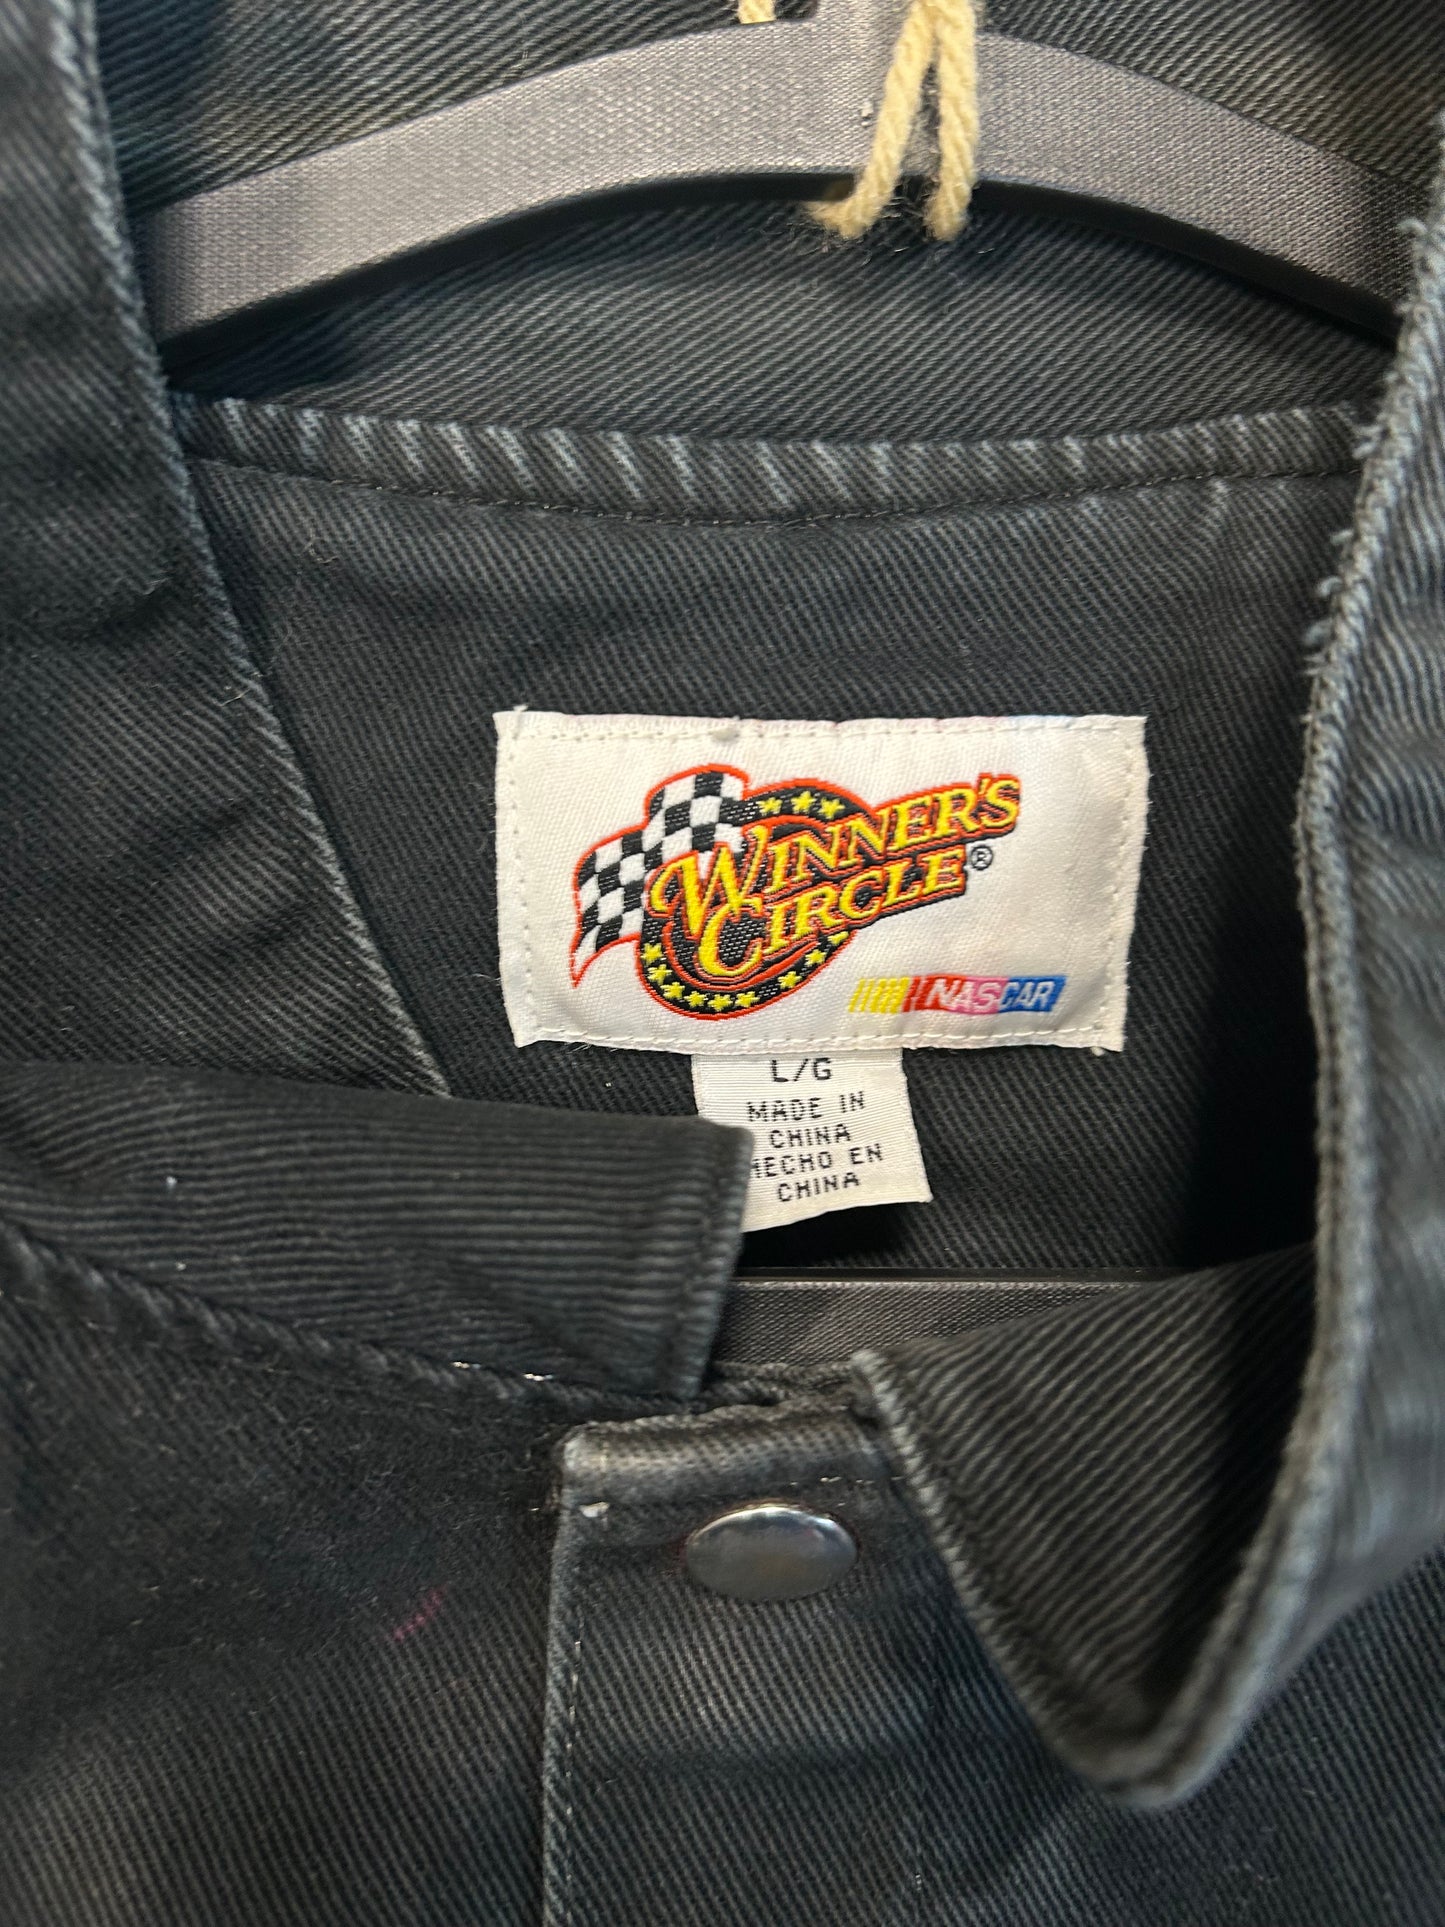 WINNER'S
CIRCLE®
NASCAR
L/G
MADE IN
CHINA
HECHO EN
CHINA